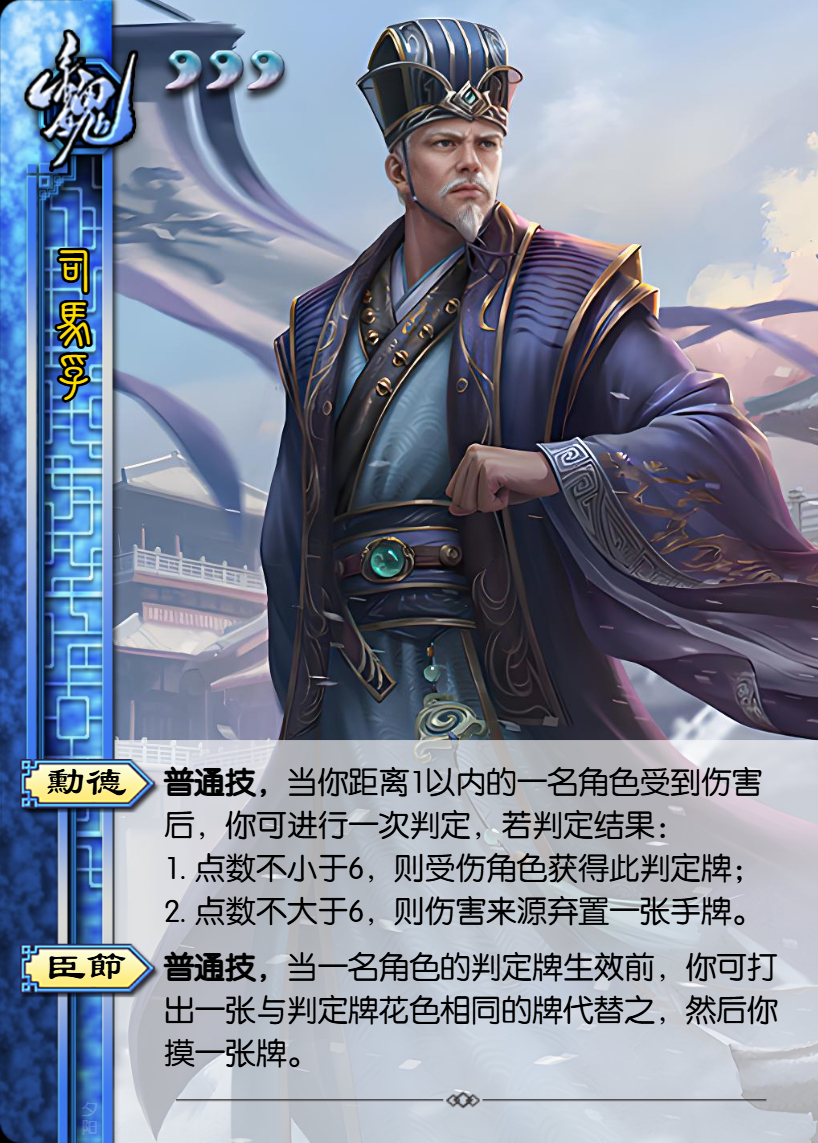 魏
司馬孚
勳德
普通技，当你距离1以内的一名角色受到伤害
后，你可进行一次判定，若判定结果：
1. 点数不小于6，则受伤角色获得此判定牌；
2. 点数不大于6，则伤害来源弃置一张手牌。
臣節
普通技，当一名角色的判定牌生效前，你可打
出一张与判定牌花色相同的牌代替之，然后你
摸一张牌。
夕阳